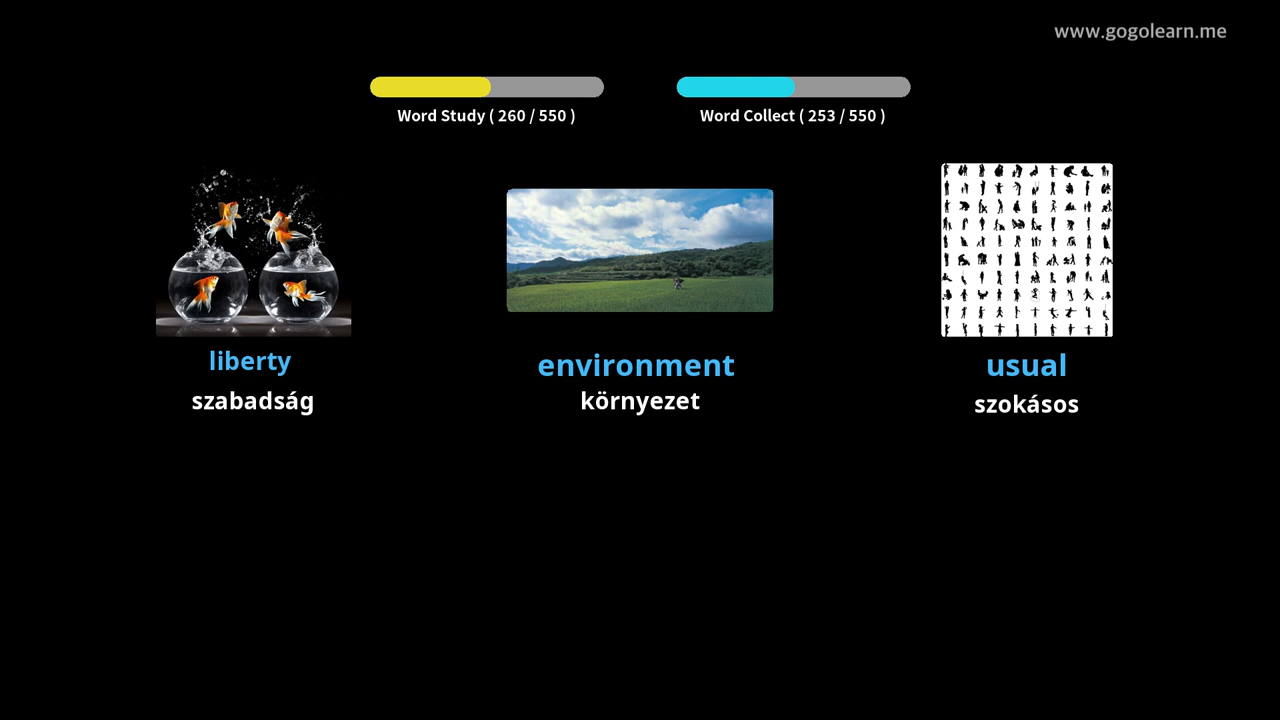 www.gogolearn.me
Word Study ( 260 / 550 )
Word Collect ( 253 / 550 )
liberty
szabadság
environment
környezet
usual
szokásos